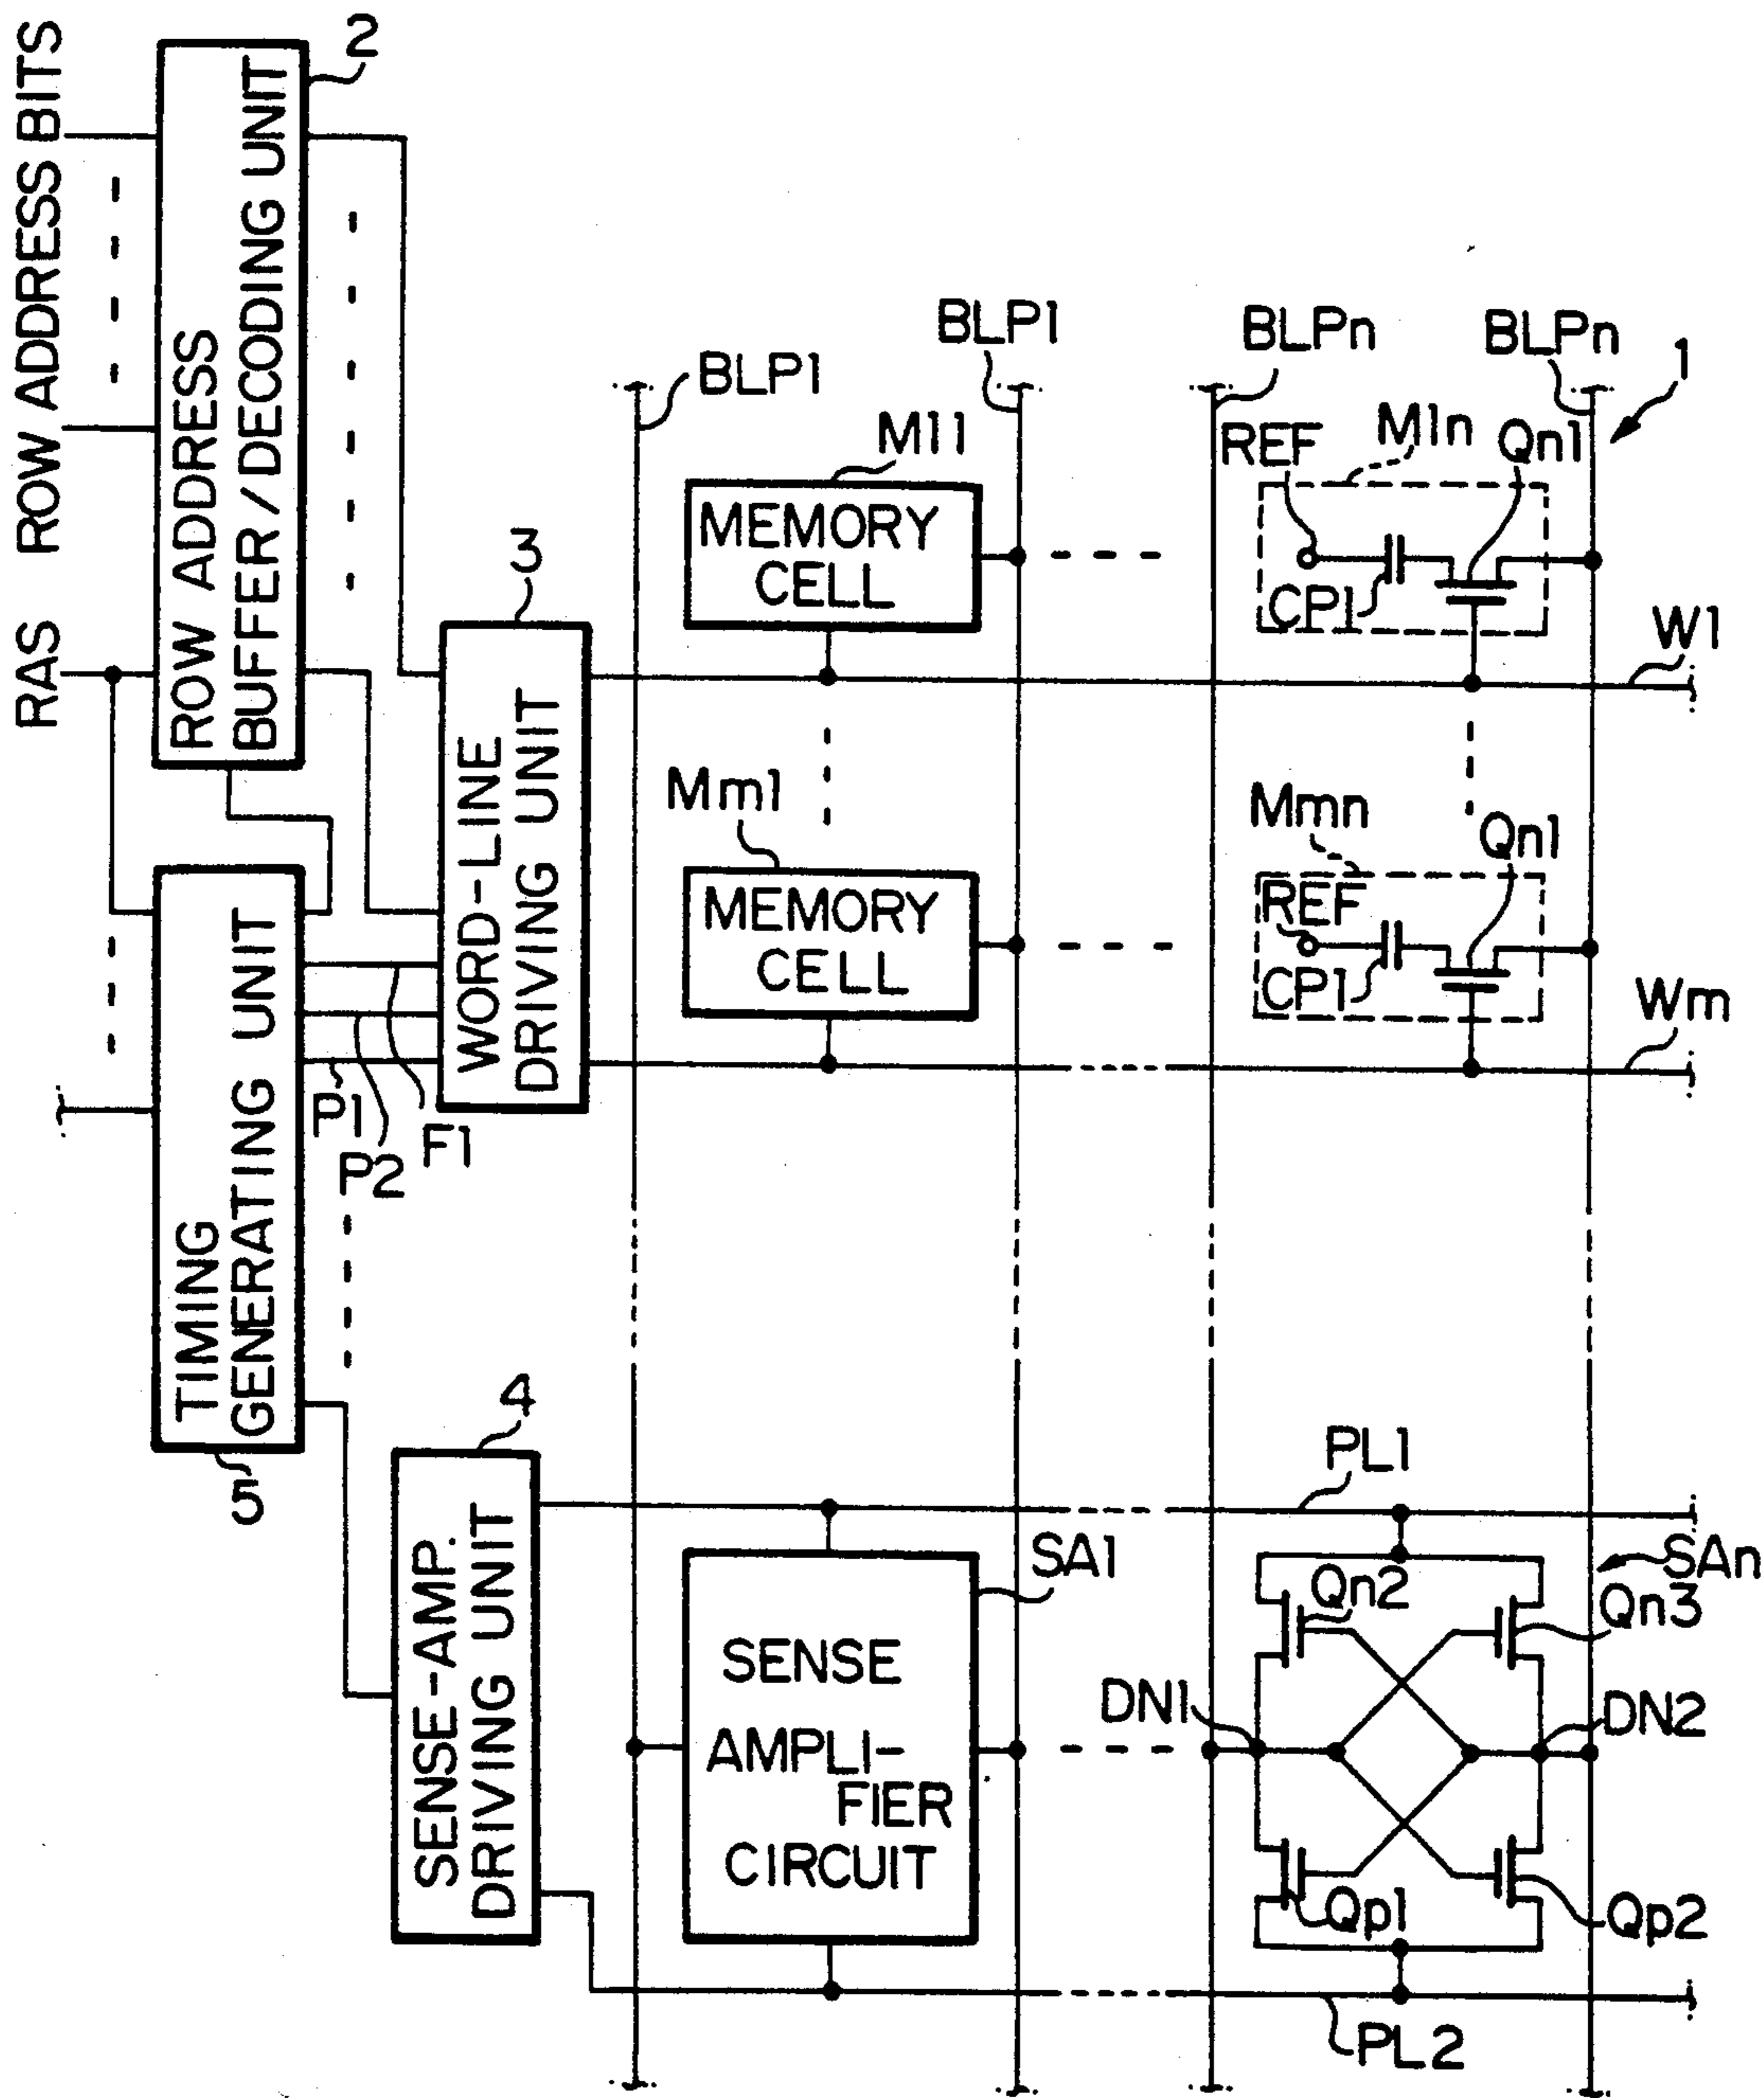 ROW ADDRESS BITS
RAS
2
ROW ADDRESS
BUFFER/DECODING UNIT
3
WORD-LINE
DRIVING UNIT
TIMING
GENERATING UNIT
5
P1
P2
F1
4
SENSE-AMP.
DRIVING UNIT
BLP1
BLP1
BLPn
BLPn
1
M11
MEMORY
CELL
REF
M1n
Qn1
CP1
W1
Mm1
MEMORY
CELL
Mmn
Qn1
REF
CP1
Wm
PL1
SA1
SENSE
AMPLI-
FIER
CIRCUIT
SAn
Qn2
Qn3
DN1
DN2
Qp1
Qp2
PL2